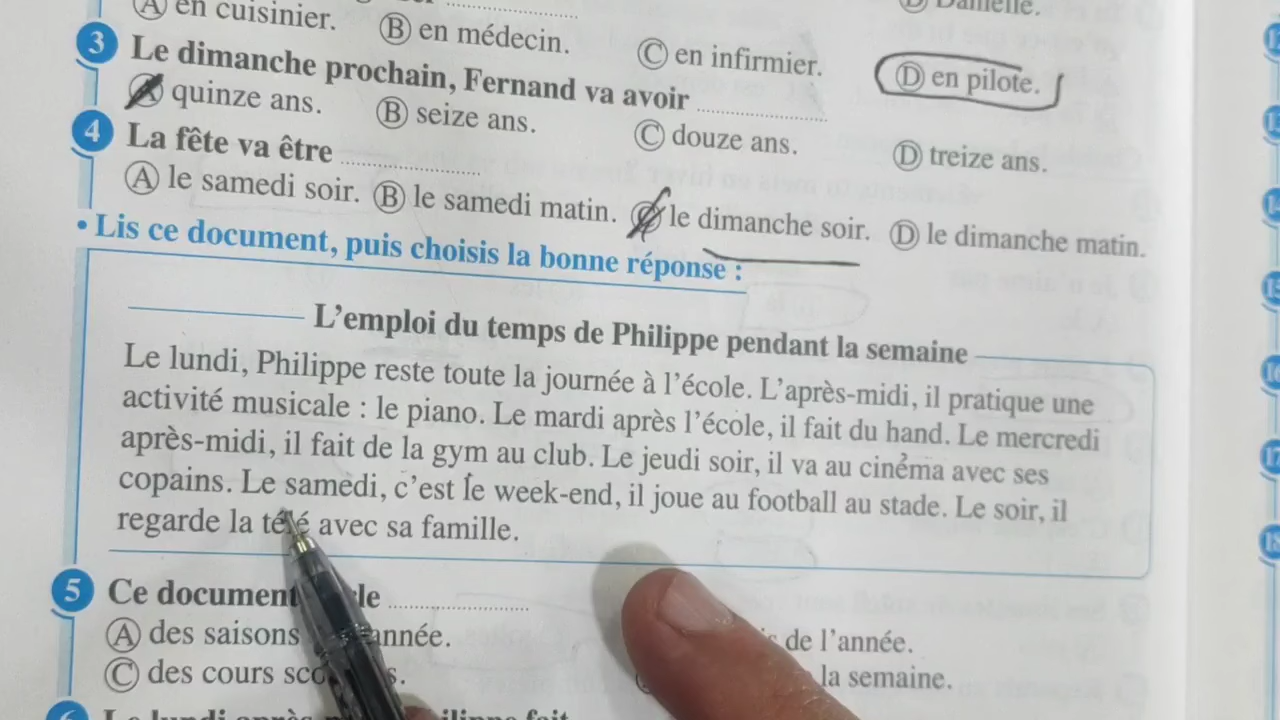 A en cuisinier. B en médecin. C en infirmier. D en pilote.
D Danielle.
3 Le dimanche prochain, Fernand va avoir ....................
A quinze ans. B seize ans. C douze ans. D treize ans.
4 La fête va être ....................
A le samedi soir. B le samedi matin. C le dimanche soir. D le dimanche matin.
• Lis ce document, puis choisis la bonne réponse :
L'emploi du temps de Philippe pendant la semaine
Le lundi, Philippe reste toute la journée à l'école. L'après-midi, il pratique une
activité musicale : le piano. Le mardi après l'école, il fait du hand. Le mercredi
après-midi, il fait de la gym au club. Le jeudi soir, il va au cinéma avec ses
copains. Le samedi, c'est le week-end, il joue au football au stade. Le soir, il
regarde la télé avec sa famille.
5 Ce document ....................
A des saisons année. de l'année.
C des cours la semaine.